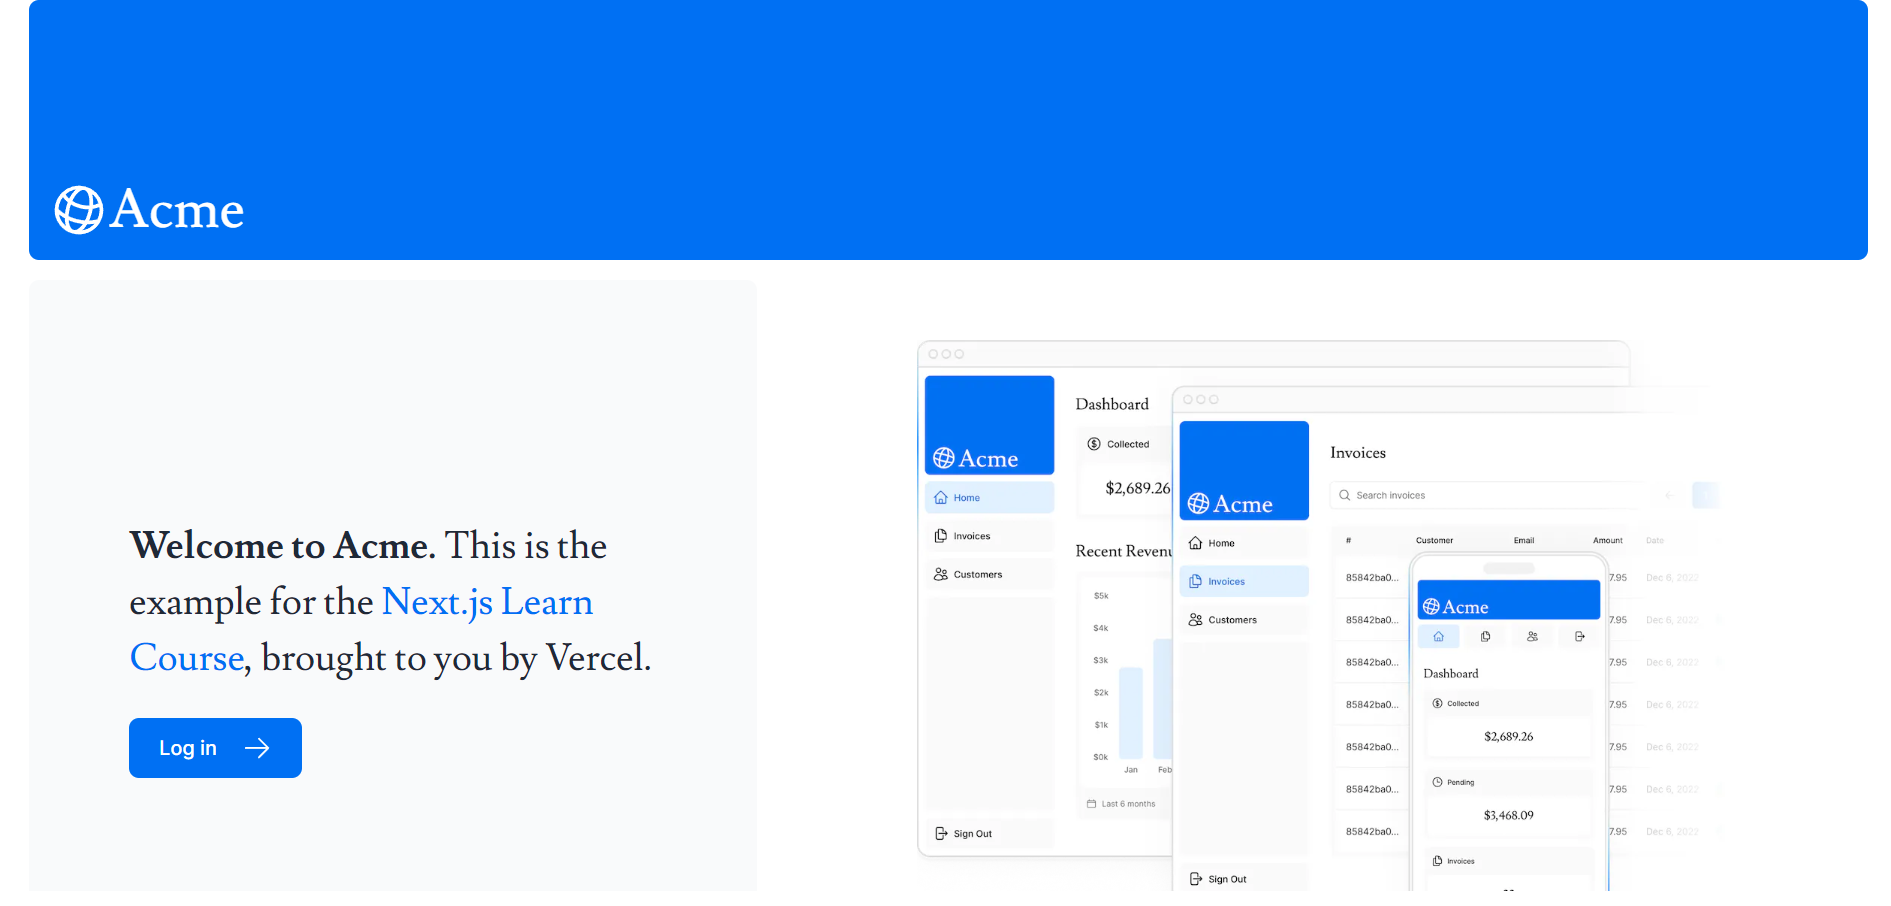 Acme
Welcome to Acme. This is the
example for the Next.js Learn
Course, brought to you by Vercel.
Log in
Acme
Home
Invoices
Customers
Sign Out
Dashboard
Collected
$2,689.26
Recent Revenu
$5k
$4k
$3k
$2k
$1k
$0k
Jan Feb
Last 6 months
Acme
Home
Invoices
Customers
Sign Out
Invoices
Search invoices
# Customer Email Amount Date
85842ba0... 7.95 Dec 6, 2022
85842ba0... 7.95 Dec 6, 2022
85842ba0... 7.95 Dec 6, 2022
85842ba0... 7.95 Dec 6, 2022
85842ba0... 7.95 Dec 6, 2022
85842ba0... 7.95 Dec 6, 2022
85842ba0... 7.95 Dec 6, 2022
Acme
Dashboard
Collected
$2,689.26
Pending
$3,468.09
Invoices